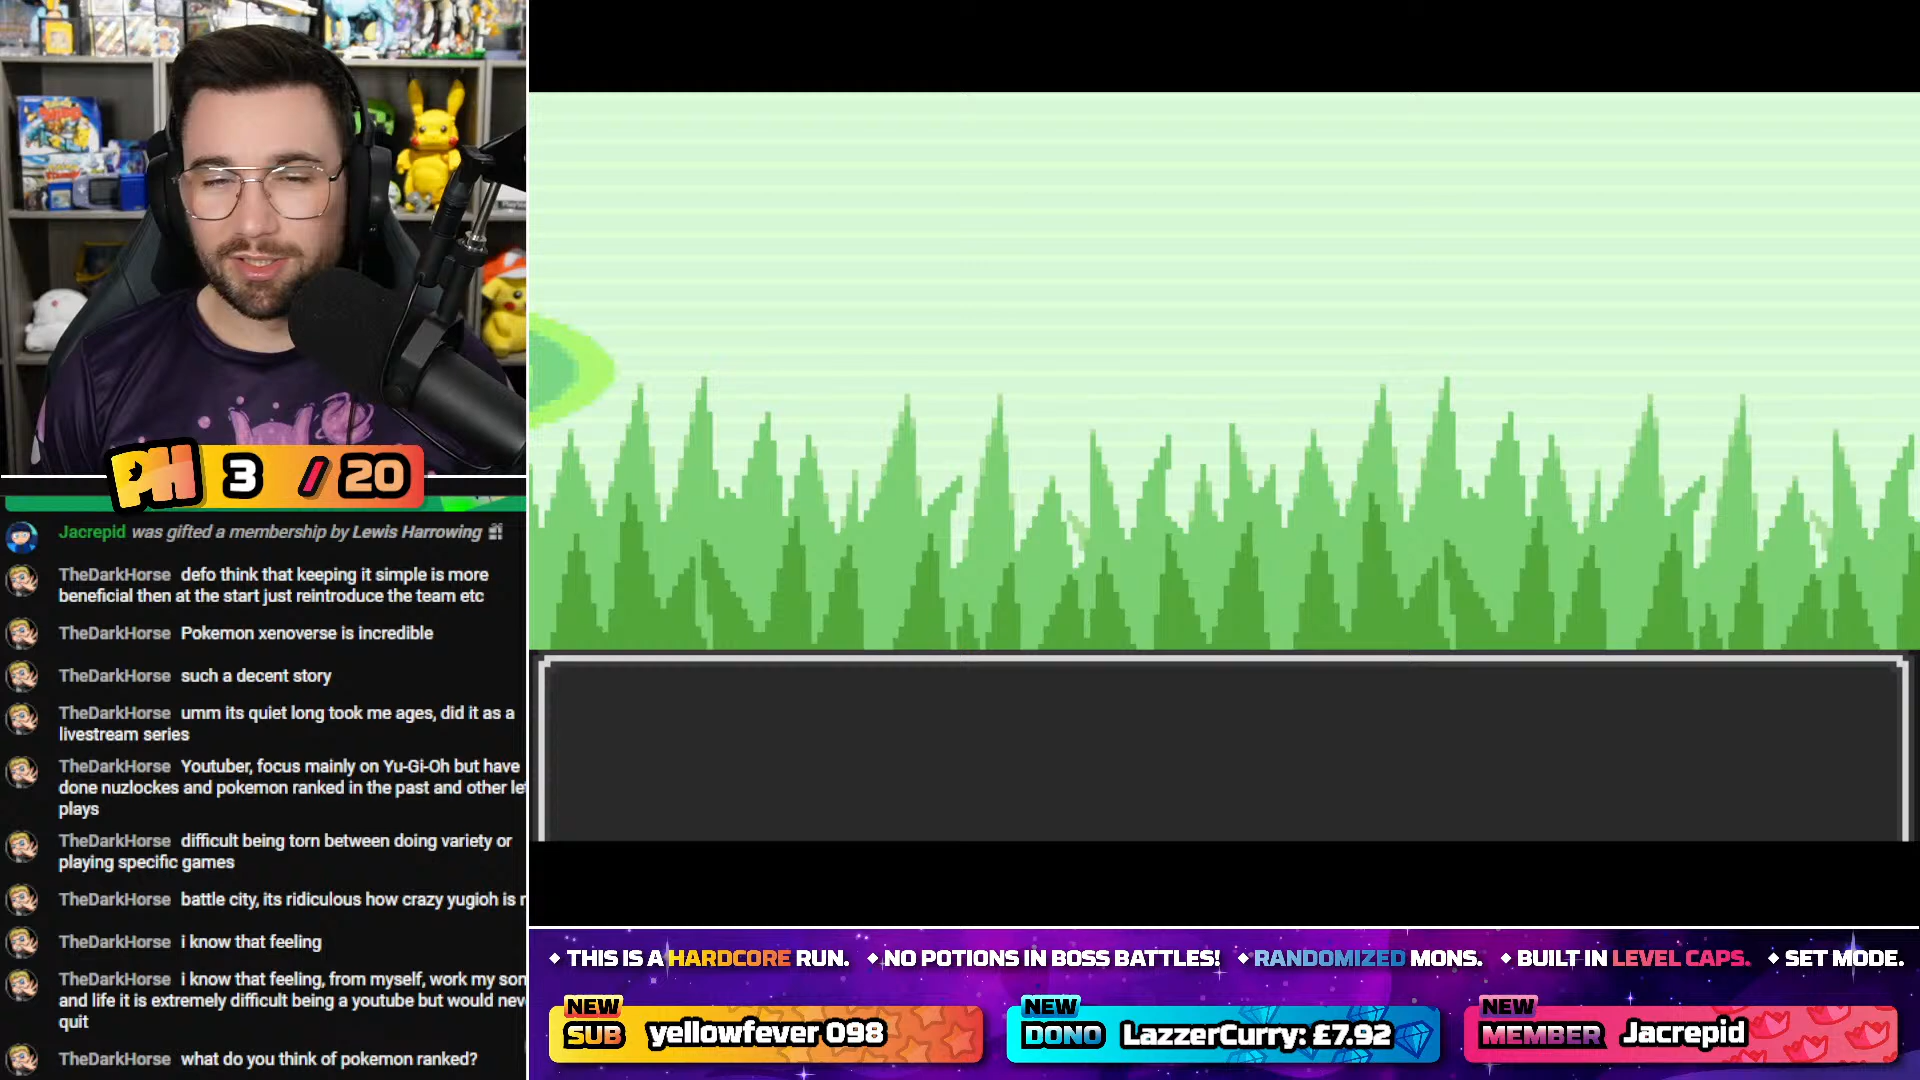 PH 3 / 20
Jacrepid was gifted a membership by Lewis Harrowing
TheDarkHorse defo think that keeping it simple is more
beneficial then at the start just reintroduce the team etc
TheDarkHorse Pokemon xenoverse is incredible
TheDarkHorse such a decent story
TheDarkHorse umm its quiet long took me ages, did it as a
livestream series
TheDarkHorse Youtuber, focus mainly on Yu-Gi-Oh but have
done nuzlockes and pokemon ranked in the past and other
plays
TheDarkHorse difficult being torn between doing variety or
playing specific games
TheDarkHorse battle city, its ridiculous how crazy yugioh is
TheDarkHorse i know that feeling
TheDarkHorse i know that feeling, from myself, work my
and life it is extremely difficult being a youtube but would
quit
TheDarkHorse what do you think of pokemon ranked?
THIS IS A HARDCORE RUN. NO POTIONS IN BOSS BATTLES! RANDOMIZED MONS. BUILT IN LEVEL CAPS. SET MODE.
NEW SUB yellowfever 098
NEW DONO LazzerCurry: £7.92
NEW MEMBER Jacrepid